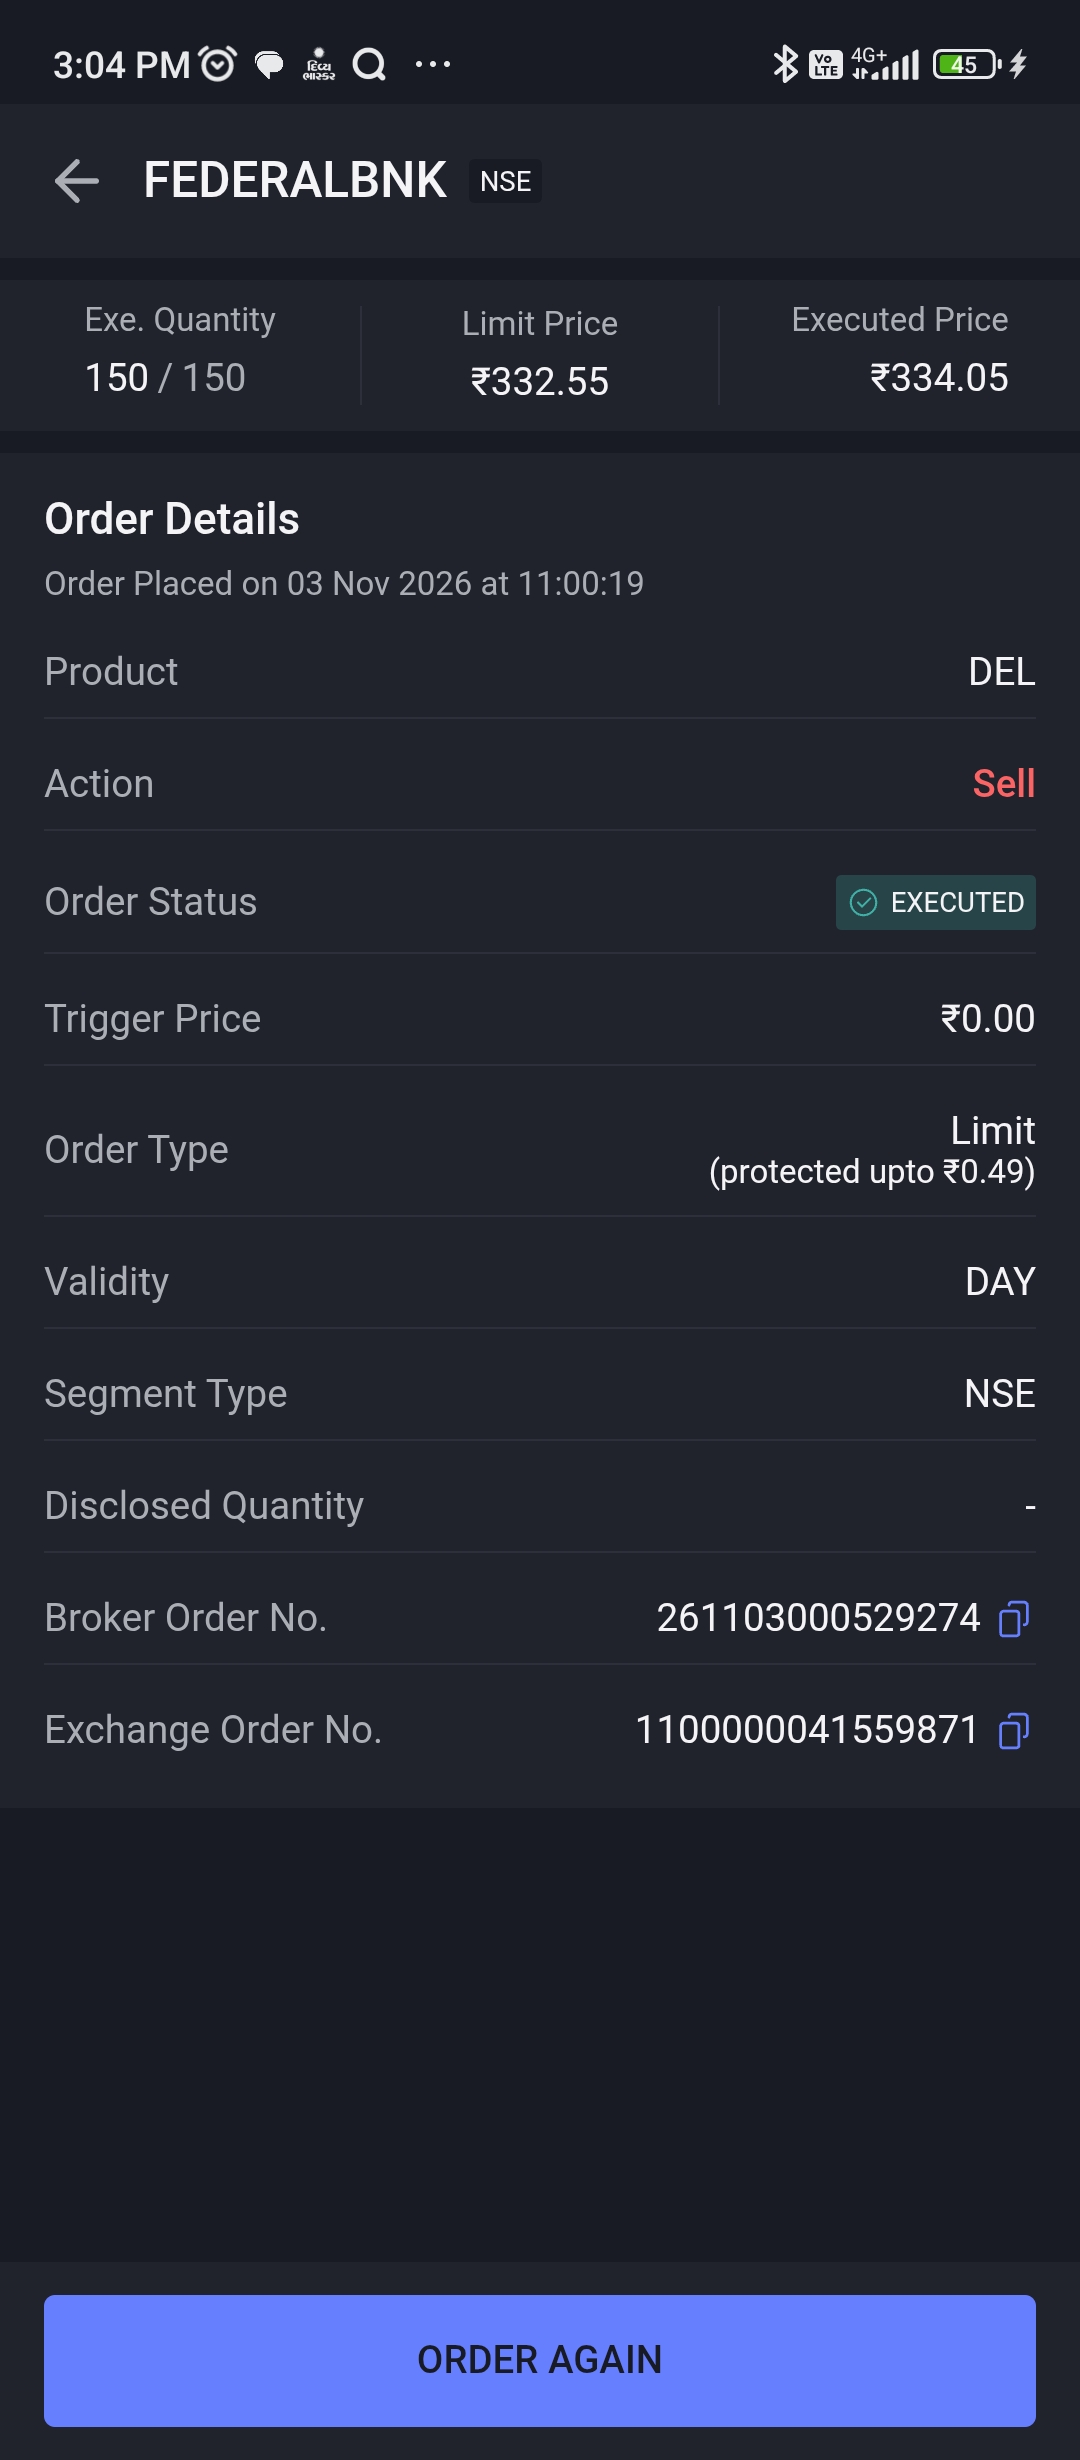 3:04 PM
દિવ્ય
ભાસ્કર
Vo
LTE
4G+
45
FEDERALBNK NSE
Exe. Quantity
150 / 150
Limit Price
₹332.55
Executed Price
₹334.05
Order Details
Order Placed on 03 Nov 2026 at 11:00:19
Product DEL
Action Sell
Order Status EXECUTED
Trigger Price ₹0.00
Order Type Limit
(protected upto ₹0.49)
Validity DAY
Segment Type NSE
Disclosed Quantity -
Broker Order No. 261103000529274
Exchange Order No. 1100000041559871
ORDER AGAIN